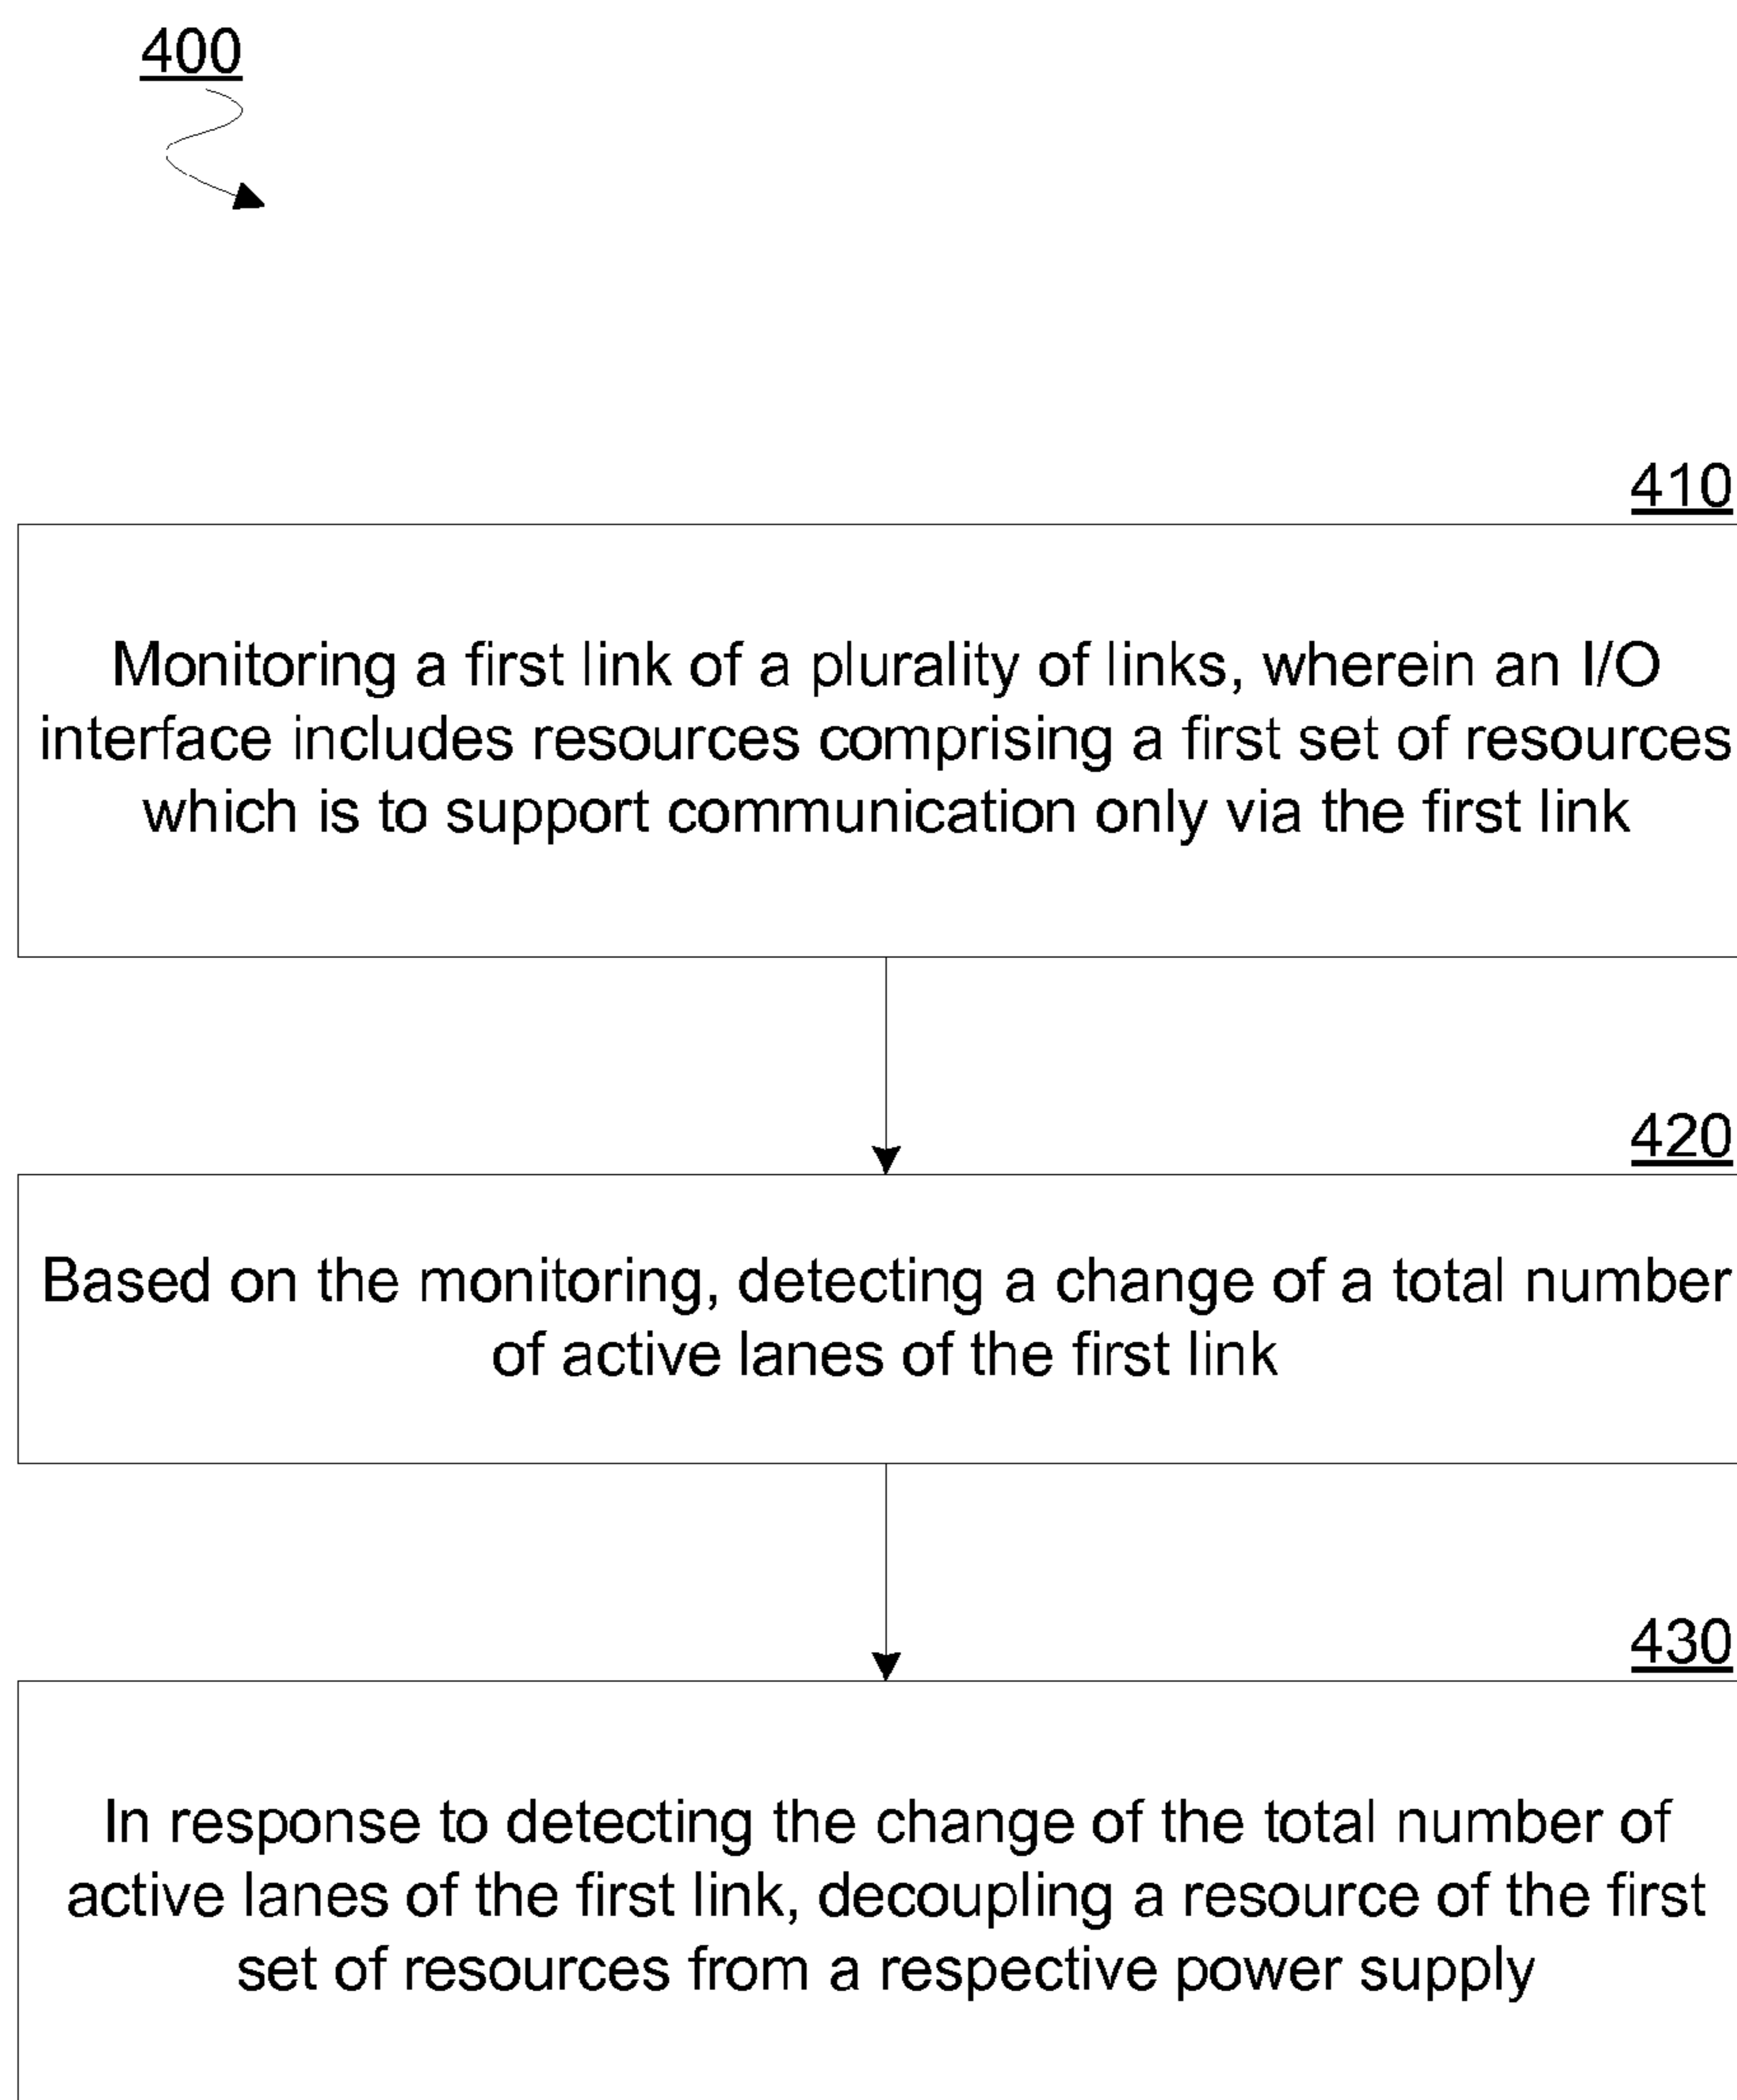 400
410
Monitoring a first link of a plurality of links, wherein an I/O
interface includes resources comprising a first set of resources
which is to support communication only via the first link
420
Based on the monitoring, detecting a change of a total number
of active lanes of the first link
430
In response to detecting the change of the total number of
active lanes of the first link, decoupling a resource of the first
set of resources from a respective power supply